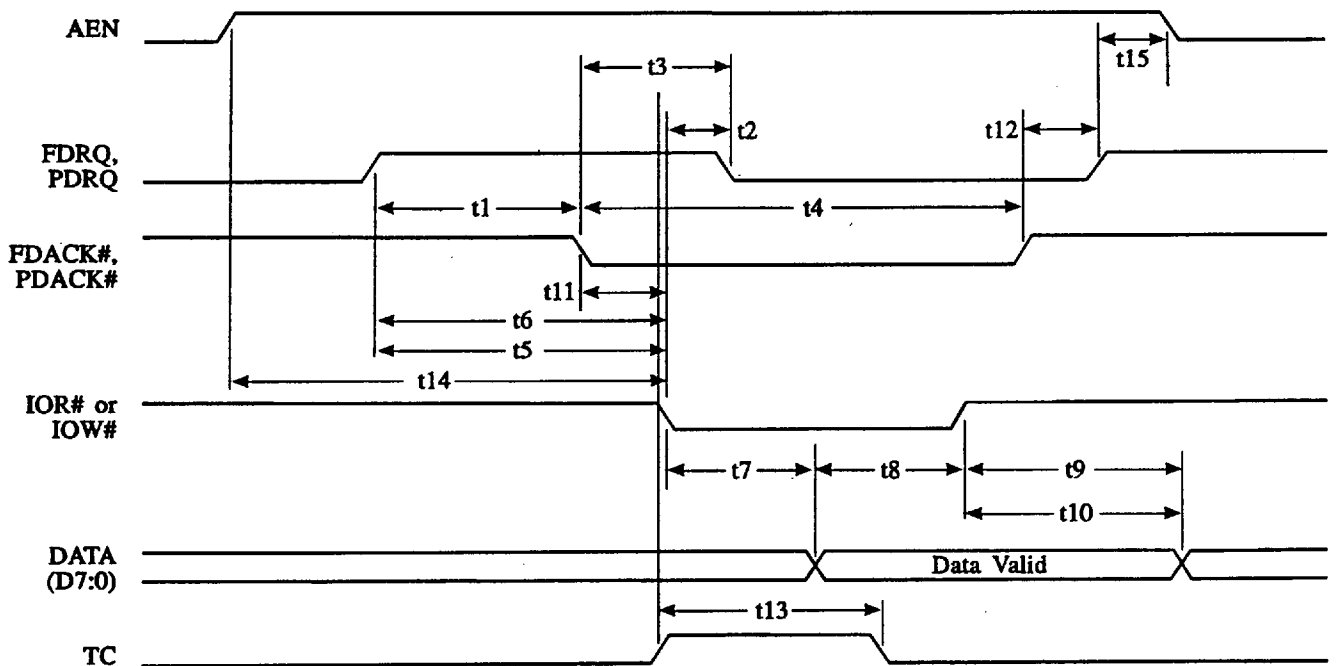 AEN
t15
t3
t2
t12
FDRQ,
PDRQ
t1
t4
FDACK#,
PDACK#
t11
t6
t5
t14
IOR# or
IOW#
t7
t8
t9
t10
DATA
(D7:0)
Data Valid
t13
TC